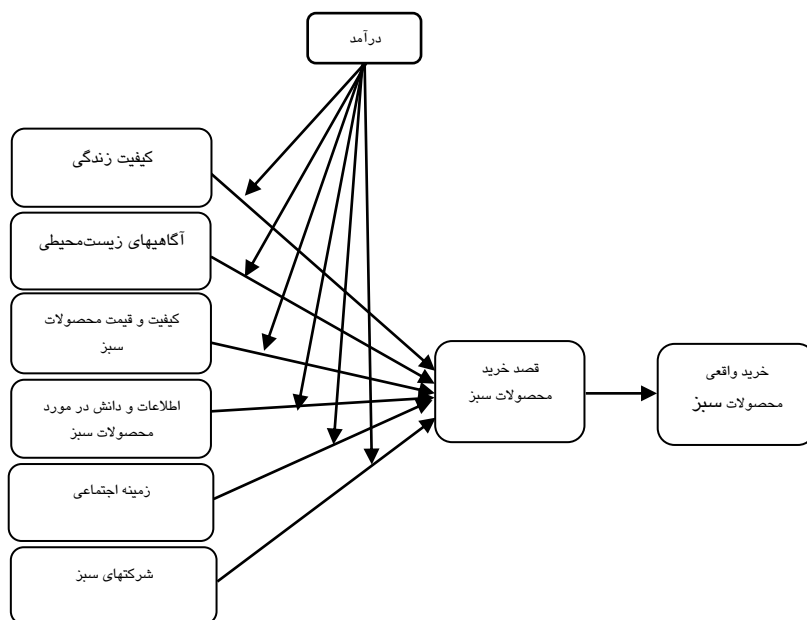 درآمد
کیفیت زندگی
آگاهیهای زیست‌محیطی
کیفیت و قیمت محصولات
سبز
اطلاعات و دانش در مورد
محصولات سبز
زمینه اجتماعی
شرکتهای سبز
قصد خرید
محصولات سبز
خرید واقعی
محصولات سبز